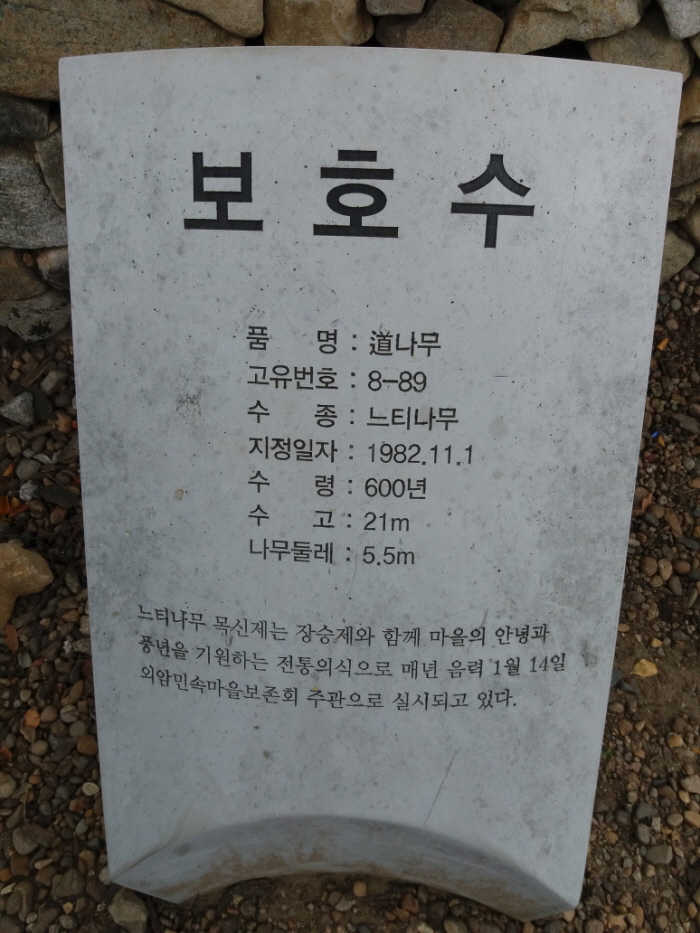 보호수
품 명 : 道나무
고유번호 : 8-89
수 종 : 느티나무
지정일자 : 1982.11.1
수 령 : 600년
수 고 : 21m
나무둘레 : 5.5m
느티나무 목신제는 장승제와 함께 마을의 안녕과
풍년을 기원하는 전통의식으로 매년 음력 1월 14일
외암민속마을보존회 주관으로 실시되고 있다.